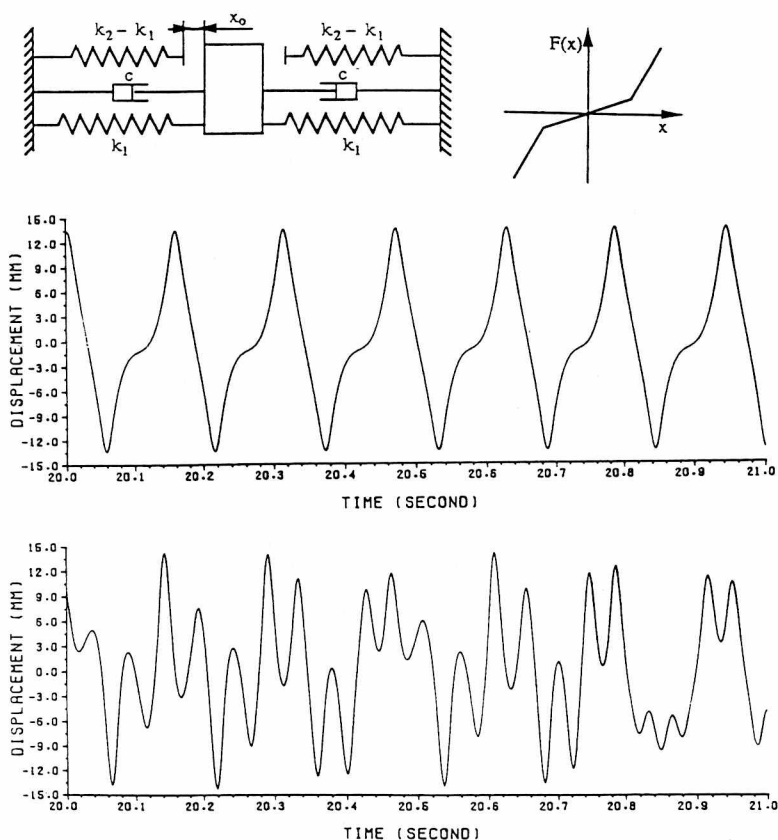 k₂ – k₁ x₀ k₂ – k₁
c c
k₁ k₁
F(x)
x
DISPLACEMENT (MM)
15.0
12.0
9.0
6.0
3.0
0.0
-3.0
-6.0
-9.0
-12.0
-15.0
20.0 20.1 20.2 20.3 20.4 20.5 20.6 20.7 20.8 20.9 21.0
TIME (SECOND)
DISPLACEMENT (MM)
15.0
12.0
9.0
6.0
3.0
0.0
-3.0
-6.0
-9.0
-12.0
-15.0
20.0 20.1 20.2 20.3 20.4 20.5 20.6 20.7 20.8 20.9 21.0
TIME (SECOND)